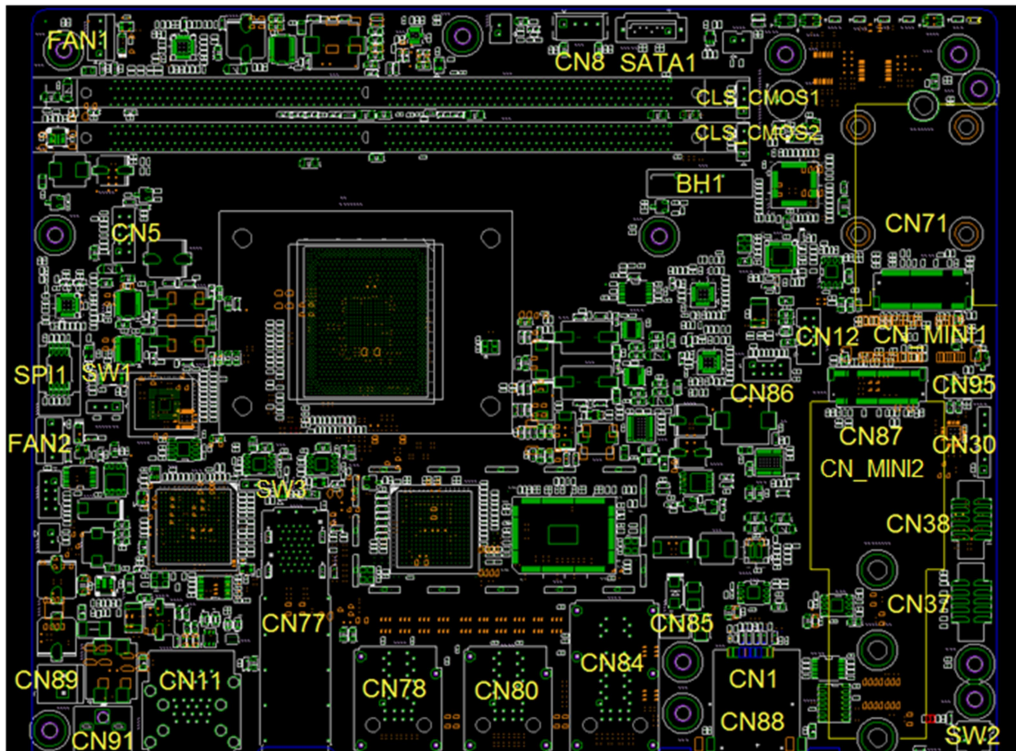 FAN1
CN8
SATA1
CLS_CMOS1
CLS_CMOS2
BH1
CN5
CN71
CN12
CN_MINI1
SPI1
SW1
CN86
CN95
FAN2
CN87
CN30
CN_MINI2
SW3
CN38
CN77
CN85
CN37
CN89
CN11
CN78
CN80
CN84
CN1
CN88
CN91
SW2